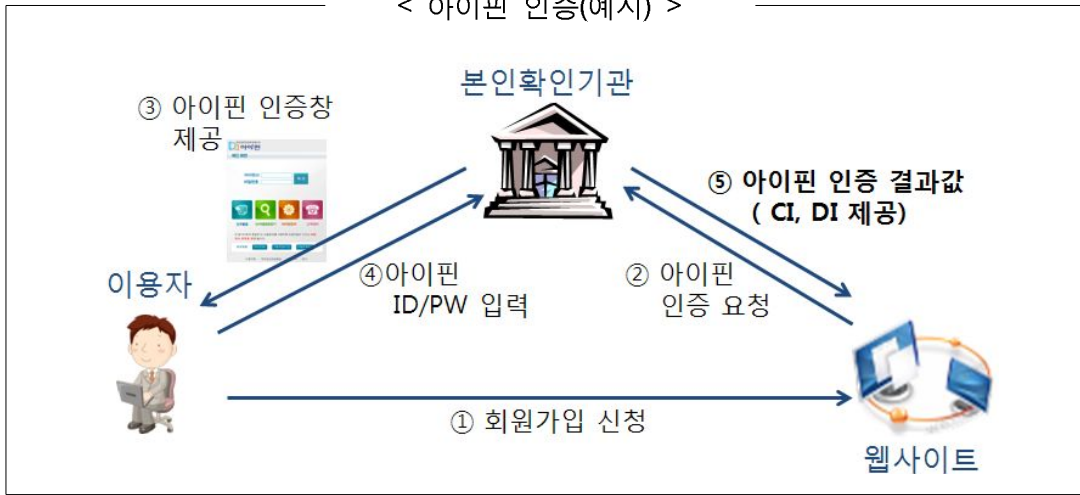 < 아이핀 인증(예시) >
본인확인기관
③ 아이핀 인증창
제공
⑤ 아이핀 인증 결과값
( CI, DI 제공)
이용자
④아이핀
ID/PW 입력
② 아이핀
인증 요청
① 회원가입 신청
웹사이트